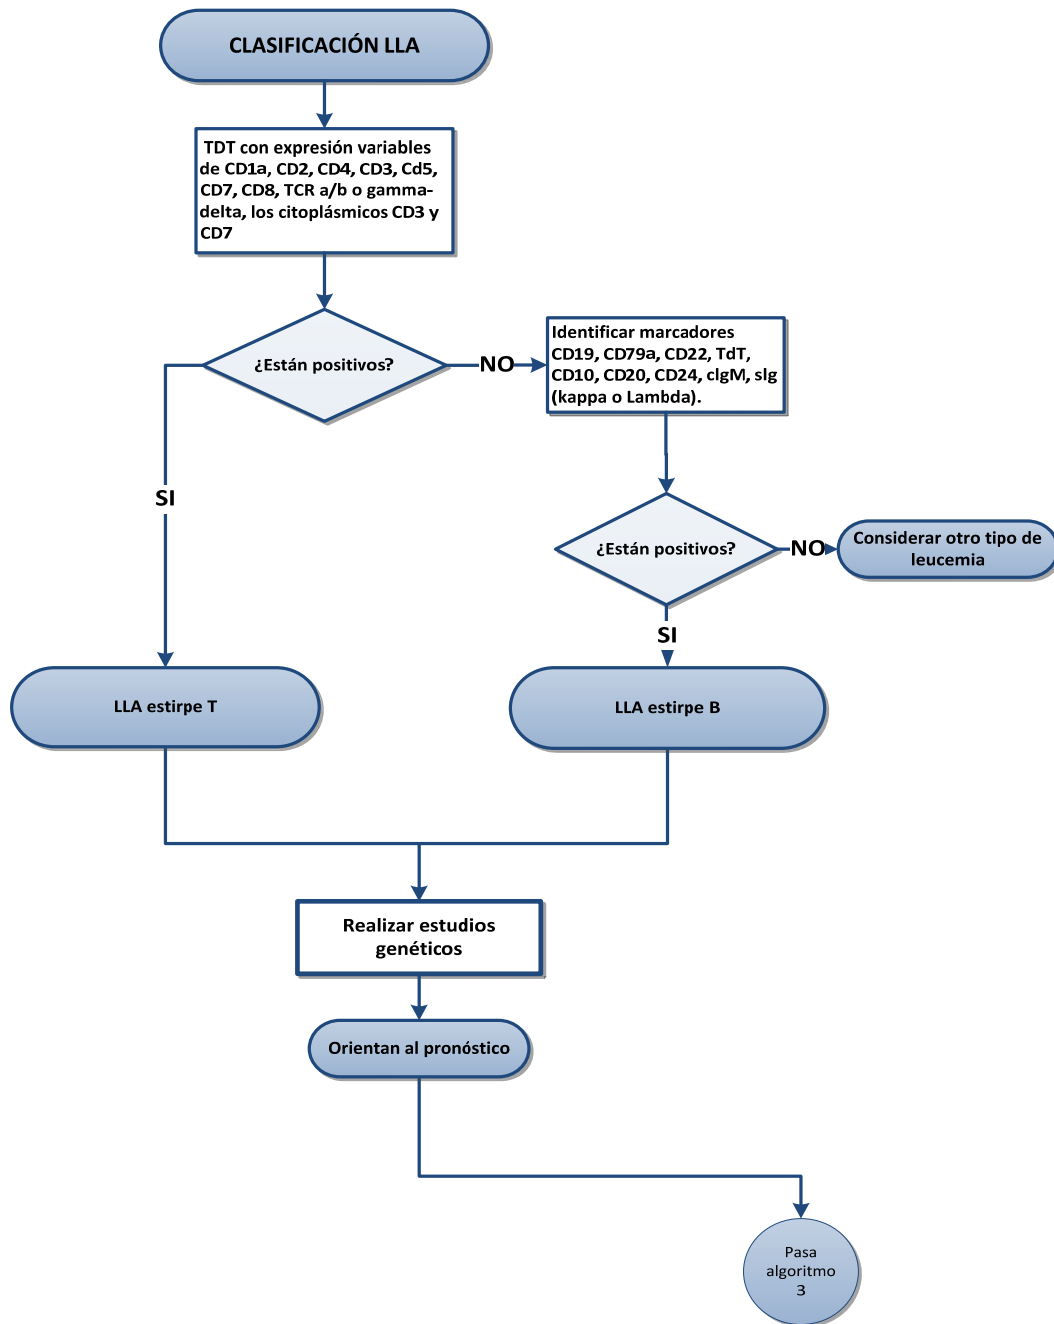 CLASIFICACIÓN LLA
TDT con expresión variables
de CD1a, CD2, CD4, CD3, Cd5,
CD7, CD8, TCR a/b o gamma-
delta, los citoplásmicos CD3 y
CD7
¿Están positivos?
NO
Identificar marcadores
CD19, CD79a, CD22, TdT,
CD10, CD20, CD24, cIgM, sIg
(kappa o Lambda).
SI
¿Están positivos?
NO
Considerar otro tipo de
leucemia
SI
LLA estirpe T
LLA estirpe B
Realizar estudios
genéticos
Orientan al pronóstico
Pasa
algoritmo
3